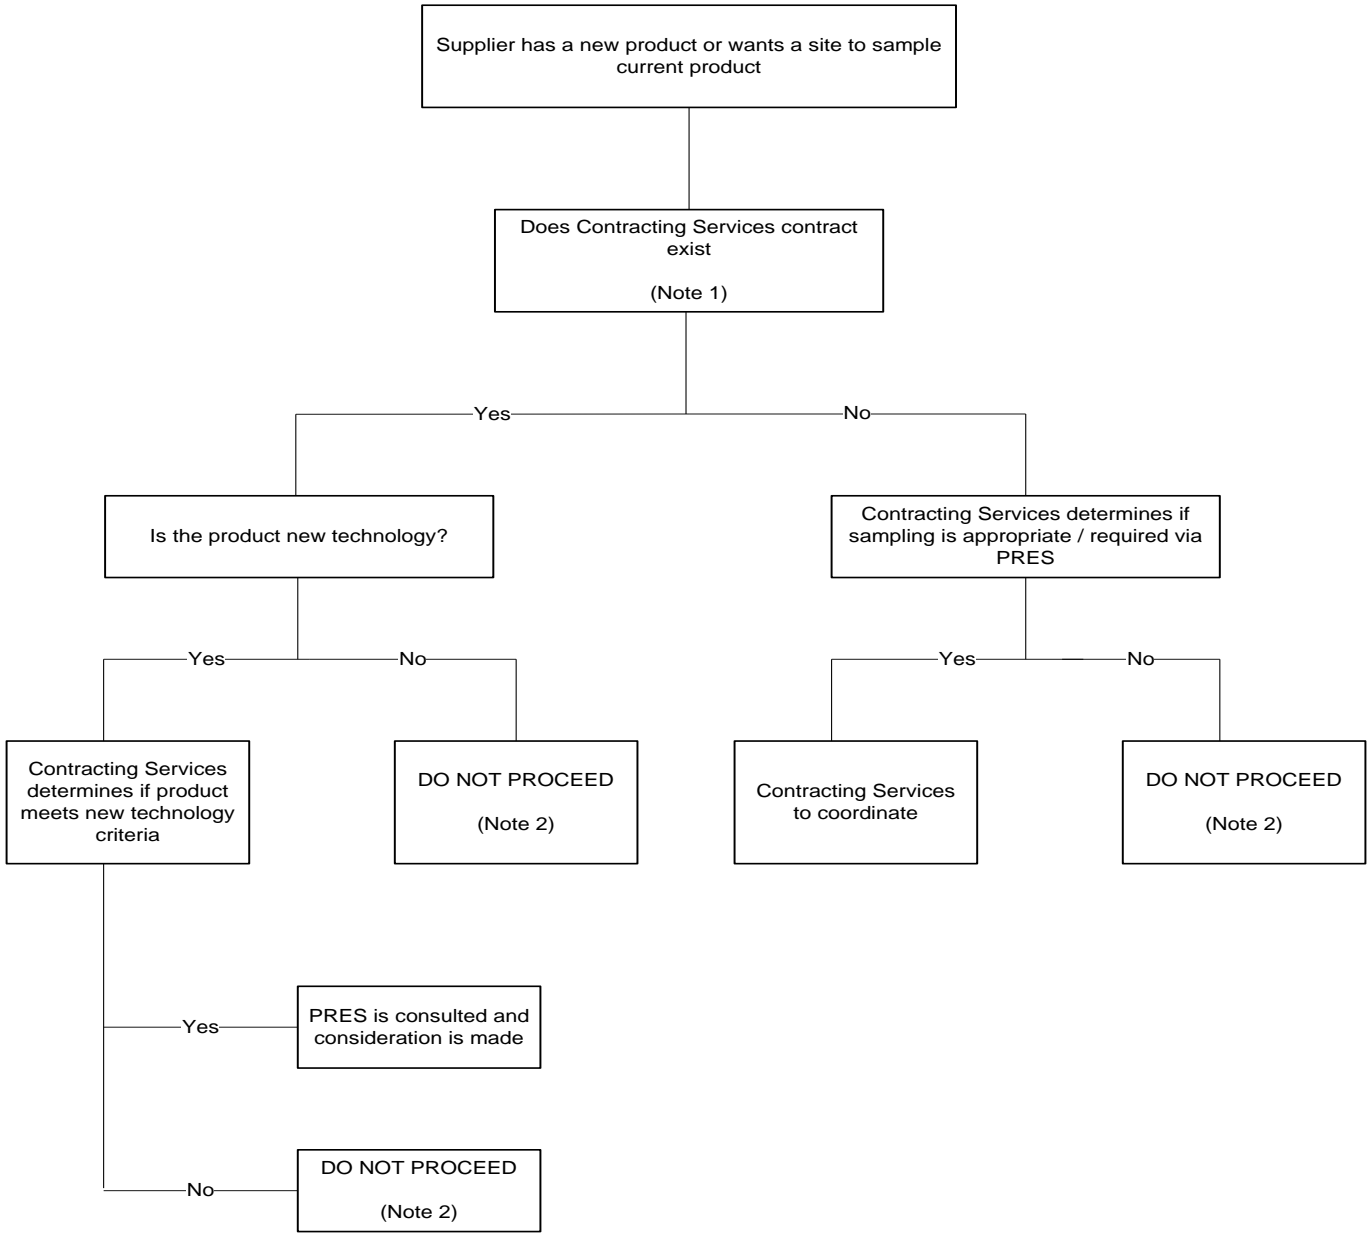 Supplier has a new product or wants a site to sample
current product
Does Contracting Services contract
exist
(Note 1)
Yes
No
Is the product new technology?
Contracting Services determines if
sampling is appropriate / required via
PRES
Yes
No
Yes
No
Contracting Services
determines if product
meets new technology
criteria
DO NOT PROCEED
(Note 2)
Contracting Services
to coordinate
DO NOT PROCEED
(Note 2)
Yes
PRES is consulted and
consideration is made
No
DO NOT PROCEED
(Note 2)